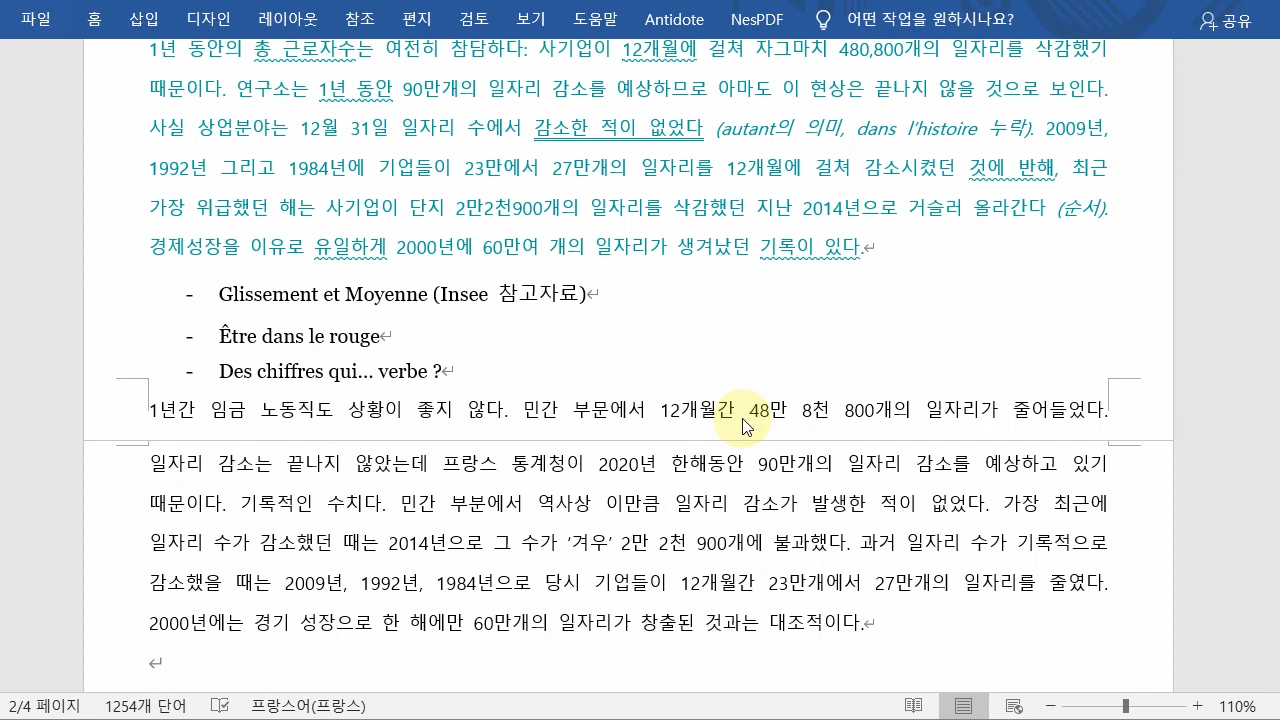 파일 홈 삽입 디자인 레이아웃 참조 편지 검토 보기 도움말 Antidote NesPDF 어떤 작업을 원하시나요? 공유
1년 동안의 총 근로자수는 여전히 참담하다: 사기업이 12개월에 걸쳐 자그마치 480,800개의 일자리를 삭감했기
때문이다. 연구소는 1년 동안 90만개의 일자리 감소를 예상하므로 아마도 이 현상은 끝나지 않을 것으로 보인다.
사실 상업분야는 12월 31일 일자리 수에서 감소한 적이 없었다 (autant의 의미, dans l’histoire 누락). 2009년,
1992년 그리고 1984년에 기업들이 23만에서 27만개의 일자리를 12개월에 걸쳐 감소시켰던 것에 반해, 최근
가장 위급했던 해는 사기업이 단지 2만2천900개의 일자리를 삭감했던 지난 2014년으로 거슬러 올라간다 (순서).
경제성장을 이유로 유일하게 2000년에 60만여 개의 일자리가 생겨났던 기록이 있다.↵
- Glissement et Moyenne (Insee 참고자료)↵
- Être dans le rouge↵
- Des chiffres qui… verbe ?↵
1년간 임금 노동직도 상황이 좋지 않다. 민간 부문에서 12개월간 48만 8천 800개의 일자리가 줄어들었다.
일자리 감소는 끝나지 않았는데 프랑스 통계청이 2020년 한해동안 90만개의 일자리 감소를 예상하고 있기
때문이다. 기록적인 수치다. 민간 부분에서 역사상 이만큼 일자리 감소가 발생한 적이 없었다. 가장 최근에
일자리 수가 감소했던 때는 2014년으로 그 수가 ‘겨우’ 2만 2천 900개에 불과했다. 과거 일자리 수가 기록적으로
감소했을 때는 2009년, 1992년, 1984년으로 당시 기업들이 12개월간 23만개에서 27만개의 일자리를 줄였다.
2000년에는 경기 성장으로 한 해에만 60만개의 일자리가 창출된 것과는 대조적이다.↵
↵
2/4 페이지 1254개 단어 프랑스어(프랑스) − + 110%